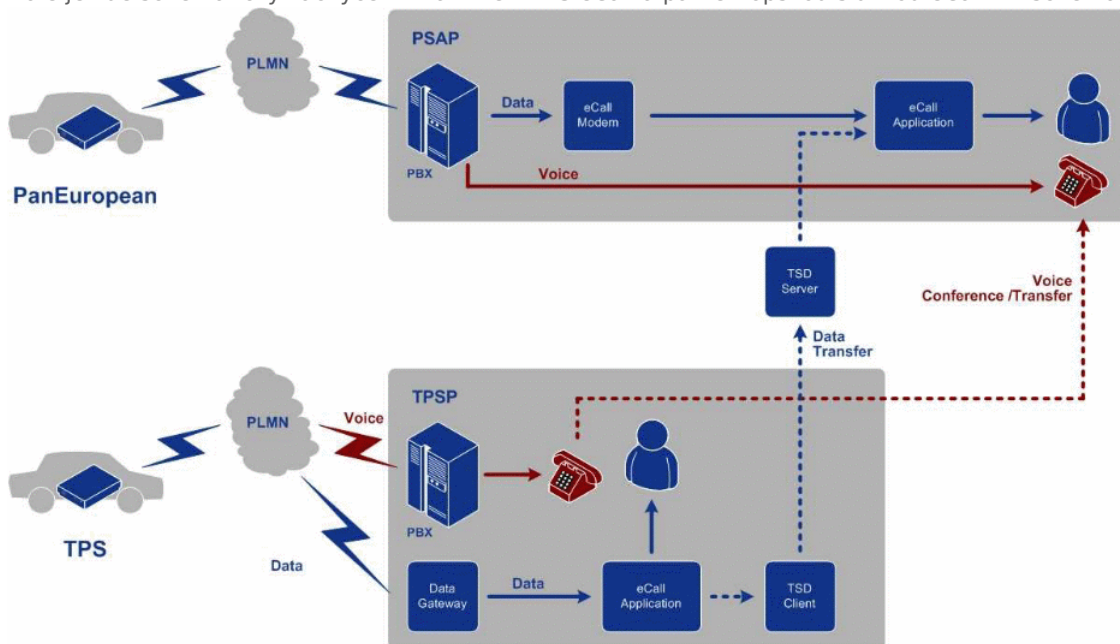 PSAP
PLMN
Data
eCall
Modem
eCall
Application
PBX
Voice
PanEuropean
TSD
Server
Voice
Conference /Transfer
Data
Transfer
TPSP
PLMN
Voice
PBX
TPS
Data
Data
Gateway
Data
eCall
Application
TSD
Client